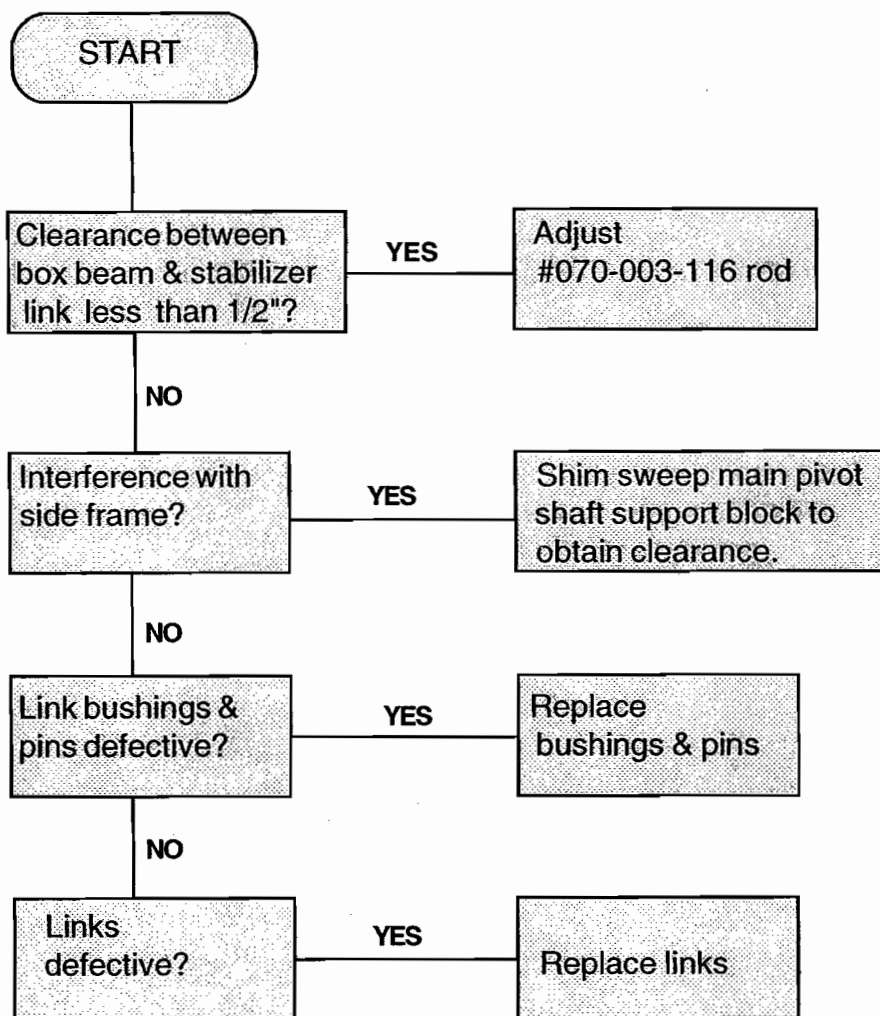 START
Clearance between
box beam & stabilizer
link less than 1/2"?
YES
Adjust
#070-003-116 rod
NO
Interference with
side frame?
YES
Shim sweep main pivot
shaft support block to
obtain clearance.
NO
Link bushings &
pins defective?
YES
Replace
bushings & pins
NO
Links
defective?
YES
Replace links